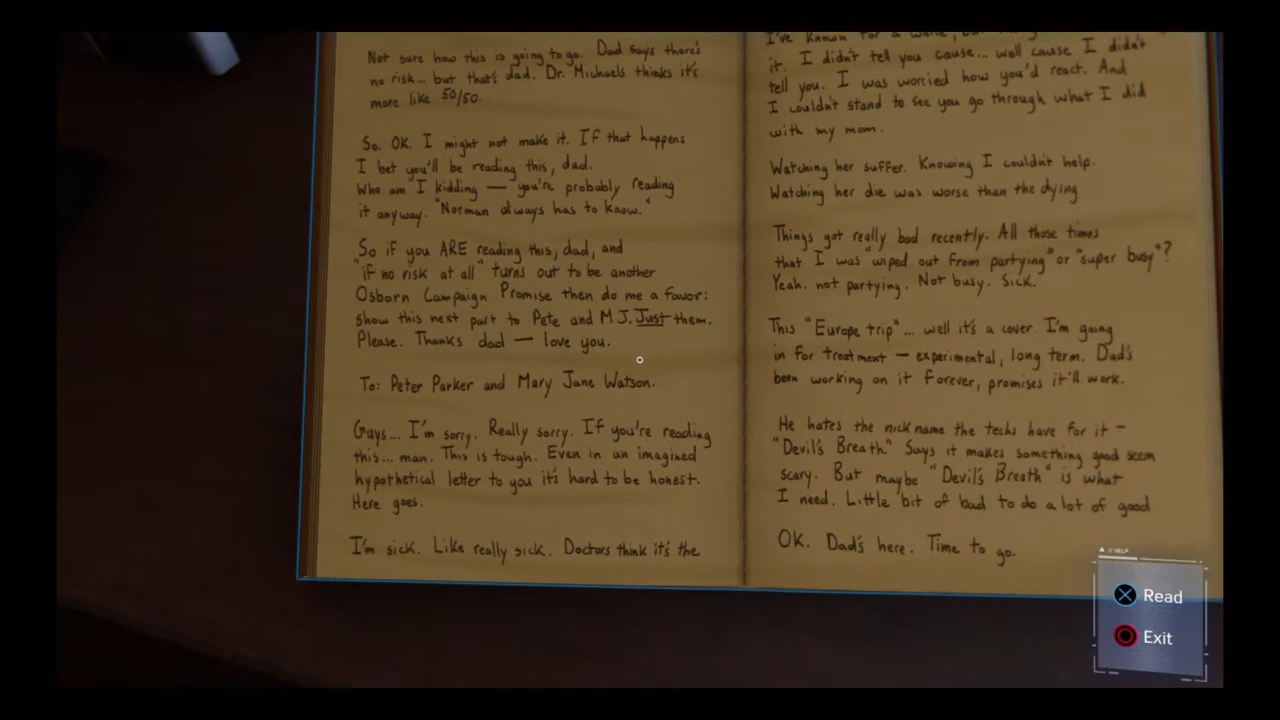 Not sure how this is going to go. Dad says there's
no risk... but that's dad. Dr. Michaels thinks it's
more like 50/50.
So. OK. I might not make it. If that happens
I bet you'll be reading this, dad.
Who am I kidding — you're probably reading
it anyway. "Norman always has to know."
So if you ARE reading this, dad, and
"if no risk at all" turns out to be another
Osborn Campaign Promise then do me a favor:
show this next part to Pete and MJ. Just them.
Please. Thanks dad — love you.
To: Peter Parker and Mary Jane Watson.
Guys... I'm sorry. Really sorry. If you're reading
this... man. This is tough. Even in an imagined
hypothetical letter to you it's hard to be honest.
Here goes.
I'm sick. Like really sick. Doctors think it's the
I've known for a while,
it. I didn't tell you cause... well cause I didn't
tell you. I was worried how you'd react. And
I couldn't stand to see you go through what I did
with my mom.
Watching her suffer. Knowing I couldn't help.
Watching her die was worse than the dying
Things got really bad recently. All those times
that I was "wiped out from partying" or "super busy"?
Yeah. not partying. Not busy. Sick.
This "Europe trip"... well it's a cover. I'm going
in for treatment — experimental, long term. Dad's
been working on it forever, promises it'll work.
He hates the nickname the techs have for it -
"Devil's Breath." Says it makes something good seem
scary. But maybe "Devil's Breath" is what
I need. Little bit of bad to do a lot of good
OK. Dad's here. Time to go.
HELP
Read
Exit